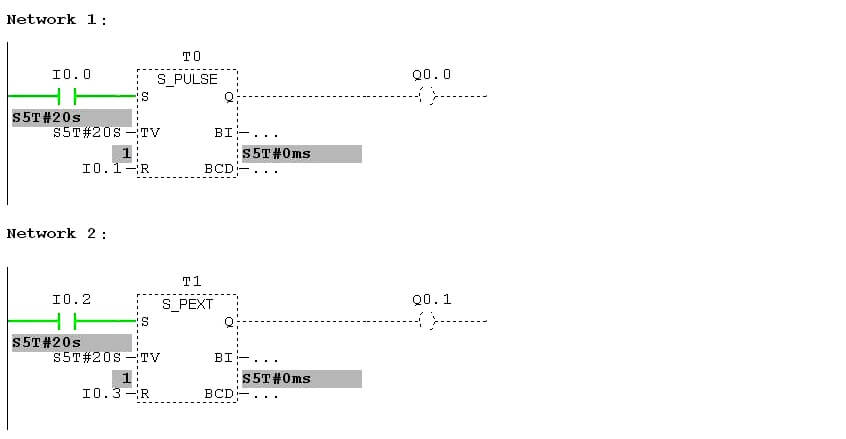 Network 1:
T0
I0.0 S_PULSE Q0.0
S Q
S5T#20s
S5T#20S TV BI ...
1 S5T#0ms
I0.1 R BCD ...
Network 2:
T1
I0.2 S_PEXT Q0.1
S Q
S5T#20s
S5T#20S TV BI ...
1 S5T#0ms
I0.3 R BCD ...